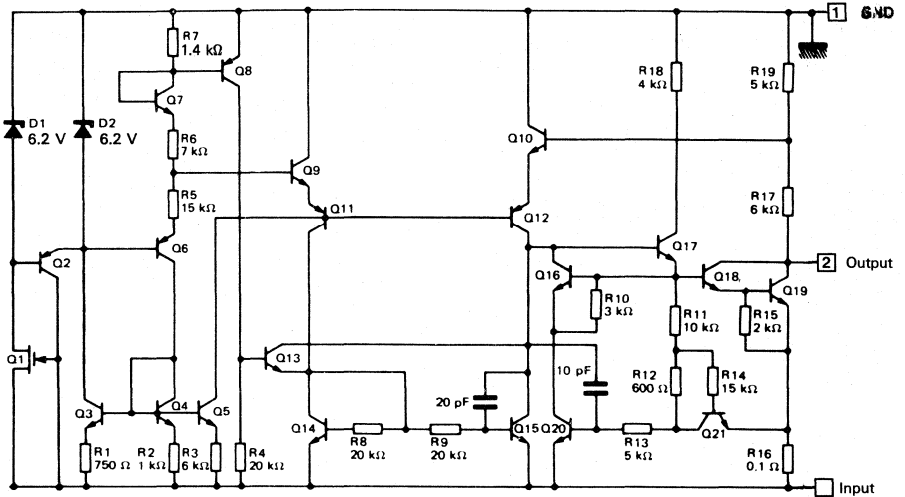 1
GND
R7
1.4 kΩ
Q8
R18
4 kΩ
R19
5 kΩ
Q7
D1
6.2 V
D2
6.2 V
R6
7 kΩ
Q10
Q9
R5
15 kΩ
R17
6 kΩ
Q11
Q12
Q2
Q6
Q17
2
Output
Q16
Q18
Q19
R10
3 kΩ
R11
10 kΩ
R15
2 kΩ
Q1
Q13
10 pF
R12
600 Ω
R14
15 kΩ
Q3
Q4
Q5
20 pF
Q14
Q15
Q20
Q21
R8
20 kΩ
R9
20 kΩ
R13
5 kΩ
R1
750 Ω
R2
1 kΩ
R3
6 kΩ
R4
20 kΩ
R16
0.1 Ω
Input